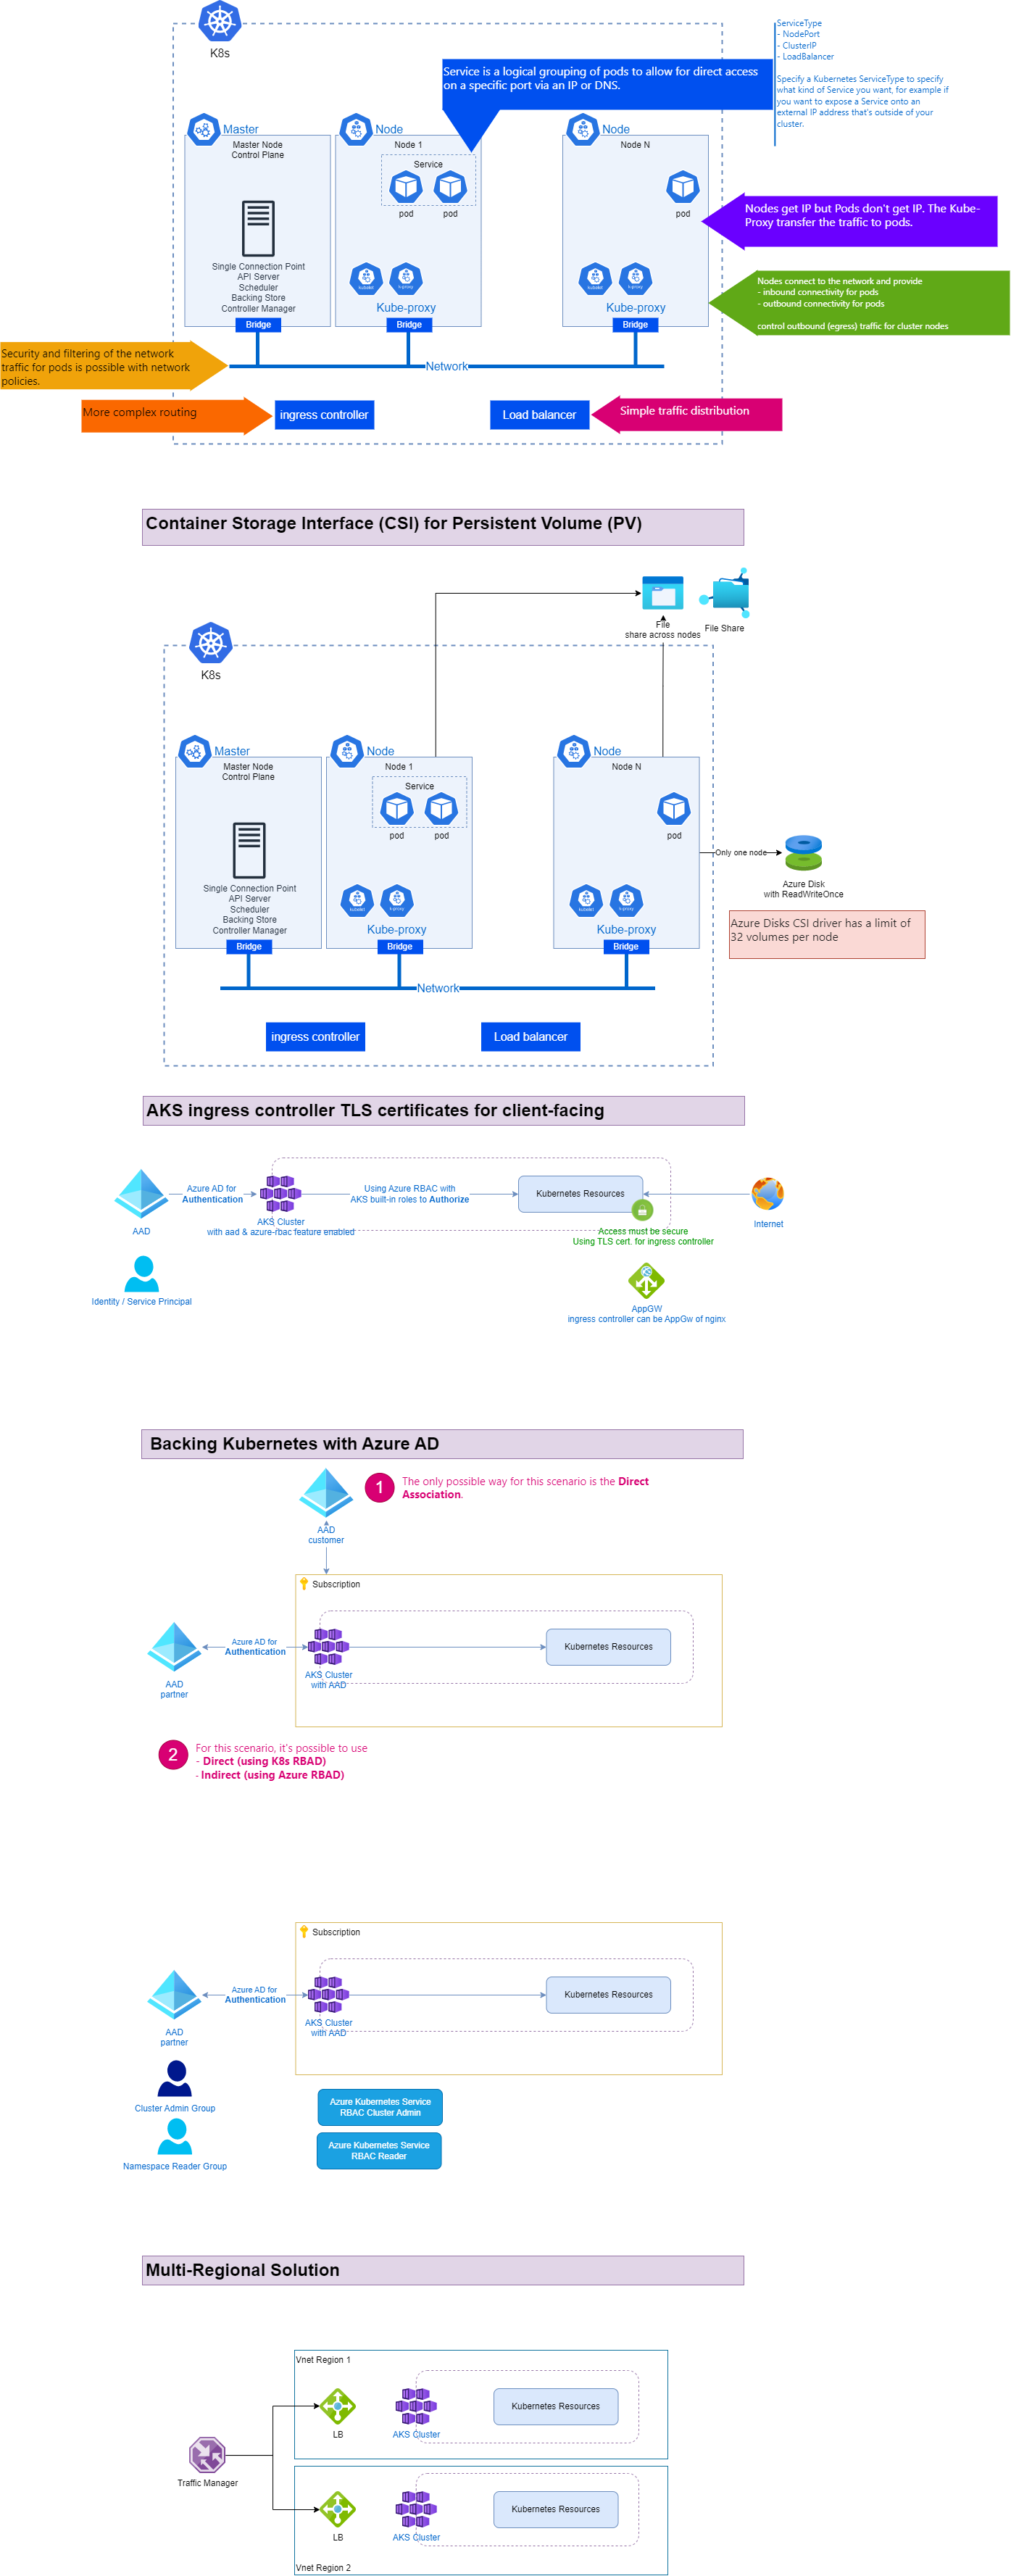 K8s
ServiceType
- NodePort
- ClusterIP
- LoadBalancer
Specify a Kubernetes ServiceType to specify
what kind of Service you want, for example if
you want to expose a Service onto an
external IP address that's outside of your
cluster.
Service is a logical grouping of pods to allow for direct access
on a specific port via an IP or DNS.
Master
Master Node
Control Plane
Single Connection Point
API Server
Scheduler
Backing Store
Controller Manager
Bridge
Node
Node 1
Service
pod
pod
kubelet
k-proxy
Kube-proxy
Bridge
Node
Node N
pod
kubelet
k-proxy
Kube-proxy
Bridge
Nodes get IP but Pods don't get IP. The Kube-
Proxy transfer the traffic to pods.
Nodes connect to the network and provide
- inbound connectivity for pods
- outbound connectivity for pods
control outbound (egress) traffic for cluster nodes
Security and filtering of the network
traffic for pods is possible with network
policies.
Network
More complex routing
ingress controller
Load balancer
Simple traffic distribution
Container Storage Interface (CSI) for Persistent Volume (PV)
File
share across nodes
File Share
K8s
Master
Master Node
Control Plane
Single Connection Point
API Server
Scheduler
Backing Store
Controller Manager
Bridge
Node
Node 1
Service
pod
pod
kubelet
k-proxy
Kube-proxy
Bridge
Node
Node N
pod
kubelet
k-proxy
Kube-proxy
Bridge
Only one node
Azure Disk
with ReadWriteOnce
Azure Disks CSI driver has a limit of
32 volumes per node
Network
ingress controller
Load balancer
AKS ingress controller TLS certificates for client-facing
AAD
Azure AD for
Authentication
AKS Cluster
with aad & azure-rbac feature enabled
Using Azure RBAC with
AKS built-in roles to Authorize
Kubernetes Resources
Access must be secure
Using TLS cert. for ingress controller
Internet
Identity / Service Principal
AppGW
ingress controller can be AppGw of nginx
Backing Kubernetes with Azure AD
1
The only possible way for this scenario is the Direct
Association.
AAD
customer
Subscription
AAD
partner
Azure AD for
Authentication
AKS Cluster
with AAD
Kubernetes Resources
2
For this scenario, it's possible to use
- Direct (using K8s RBAD)
- Indirect (using Azure RBAD)
Subscription
AAD
partner
Azure AD for
Authentication
AKS Cluster
with AAD
Kubernetes Resources
Cluster Admin Group
Namespace Reader Group
Azure Kubernetes Service
RBAC Cluster Admin
Azure Kubernetes Service
RBAC Reader
Multi-Regional Solution
Vnet Region 1
LB
AKS Cluster
Kubernetes Resources
Traffic Manager
LB
AKS Cluster
Kubernetes Resources
Vnet Region 2